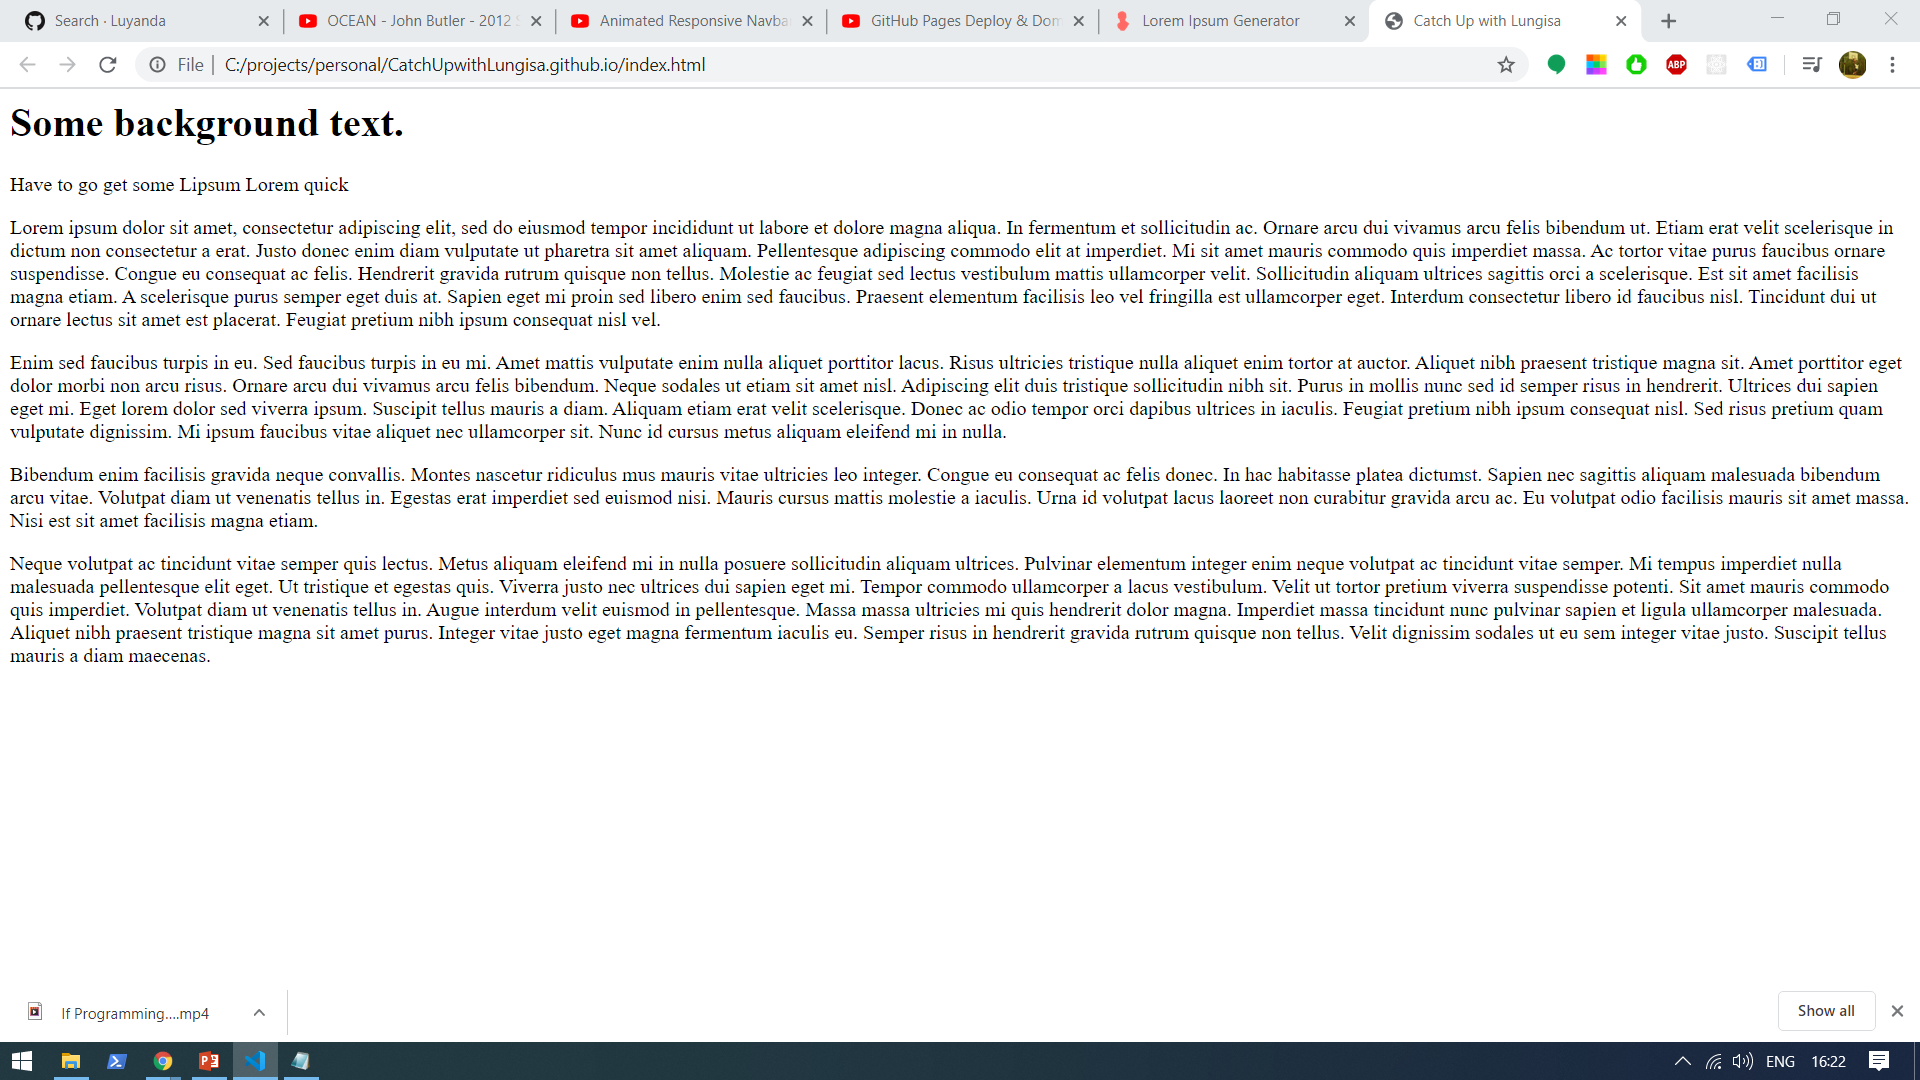 Search · Luyanda
OCEAN - John Butler - 2012 S
Animated Responsive Navba
GitHub Pages Deploy & Dom
Lorem Ipsum Generator
Catch Up with Lungisa
File | C:/projects/personal/CatchUpwithLungisa.github.io/index.html
ABP
Some background text.
Have to go get some Lipsum Lorem quick
Lorem ipsum dolor sit amet, consectetur adipiscing elit, sed do eiusmod tempor incididunt ut labore et dolore magna aliqua. In fermentum et sollicitudin ac. Ornare arcu dui vivamus arcu felis bibendum ut. Etiam erat velit scelerisque in
dictum non consectetur a erat. Justo donec enim diam vulputate ut pharetra sit amet aliquam. Pellentesque adipiscing commodo elit at imperdiet. Mi sit amet mauris commodo quis imperdiet massa. Ac tortor vitae purus faucibus ornare
suspendisse. Congue eu consequat ac felis. Hendrerit gravida rutrum quisque non tellus. Molestie ac feugiat sed lectus vestibulum mattis ullamcorper velit. Sollicitudin aliquam ultrices sagittis orci a scelerisque. Est sit amet facilisis
magna etiam. A scelerisque purus semper eget duis at. Sapien eget mi proin sed libero enim sed faucibus. Praesent elementum facilisis leo vel fringilla est ullamcorper eget. Interdum consectetur libero id faucibus nisl. Tincidunt dui ut
ornare lectus sit amet est placerat. Feugiat pretium nibh ipsum consequat nisl vel.
Enim sed faucibus turpis in eu. Sed faucibus turpis in eu mi. Amet mattis vulputate enim nulla aliquet porttitor lacus. Risus ultricies tristique nulla aliquet enim tortor at auctor. Aliquet nibh praesent tristique magna sit. Amet porttitor eget
dolor morbi non arcu risus. Ornare arcu dui vivamus arcu felis bibendum. Neque sodales ut etiam sit amet nisl. Adipiscing elit duis tristique sollicitudin nibh sit. Purus in mollis nunc sed id semper risus in hendrerit. Ultrices dui sapien
eget mi. Eget lorem dolor sed viverra ipsum. Suscipit tellus mauris a diam. Aliquam etiam erat velit scelerisque. Donec ac odio tempor orci dapibus ultrices in iaculis. Feugiat pretium nibh ipsum consequat nisl. Sed risus pretium quam
vulputate dignissim. Mi ipsum faucibus vitae aliquet nec ullamcorper sit. Nunc id cursus metus aliquam eleifend mi in nulla.
Bibendum enim facilisis gravida neque convallis. Montes nascetur ridiculus mus mauris vitae ultricies leo integer. Congue eu consequat ac felis donec. In hac habitasse platea dictumst. Sapien nec sagittis aliquam malesuada bibendum
arcu vitae. Volutpat diam ut venenatis tellus in. Egestas erat imperdiet sed euismod nisi. Mauris cursus mattis molestie a iaculis. Urna id volutpat lacus laoreet non curabitur gravida arcu ac. Eu volutpat odio facilisis mauris sit amet massa.
Nisi est sit amet facilisis magna etiam.
Neque volutpat ac tincidunt vitae semper quis lectus. Metus aliquam eleifend mi in nulla posuere sollicitudin aliquam ultrices. Pulvinar elementum integer enim neque volutpat ac tincidunt vitae semper. Mi tempus imperdiet nulla
malesuada pellentesque elit eget. Ut tristique et egestas quis. Viverra justo nec ultrices dui sapien eget mi. Tempor commodo ullamcorper a lacus vestibulum. Velit ut tortor pretium viverra suspendisse potenti. Sit amet mauris commodo
quis imperdiet. Volutpat diam ut venenatis tellus in. Augue interdum velit euismod in pellentesque. Massa massa ultricies mi quis hendrerit dolor magna. Imperdiet massa tincidunt nunc pulvinar sapien et ligula ullamcorper malesuada.
Aliquet nibh praesent tristique magna sit amet purus. Integer vitae justo eget magna fermentum iaculis eu. Semper risus in hendrerit gravida rutrum quisque non tellus. Velit dignissim sodales ut eu sem integer vitae justo. Suscipit tellus
mauris a diam maecenas.
If Programming....mp4
Show all
ENG
16:22